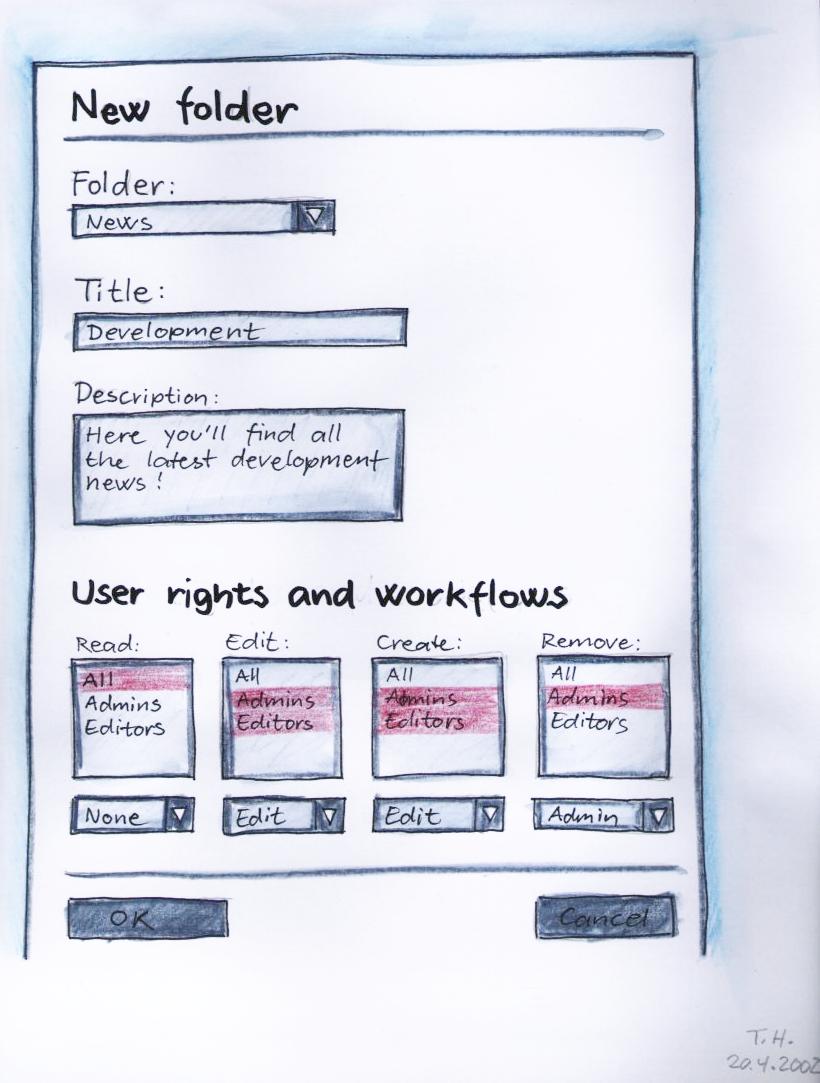 New folder
Folder:
News
Title:
Development
Description:
Here you'll find all
the latest development
news!
User rights and workflows
Read: Edit: Create: Remove:
All All All All
Admins Admins Admins Admins
Editors Editors Editors Editors
None Edit Edit Admin
OK Cancel
T.H.
20.4.2002